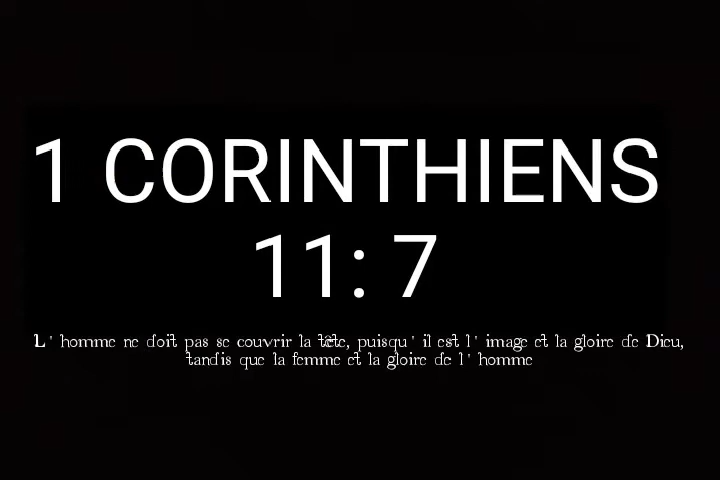 1 CORINTHIENS
11: 7
L'homme ne doit pas se couvrir la tête, puisqu'il est l'image et la gloire de Dieu,
tandis que la femme et la gloire de l'homme